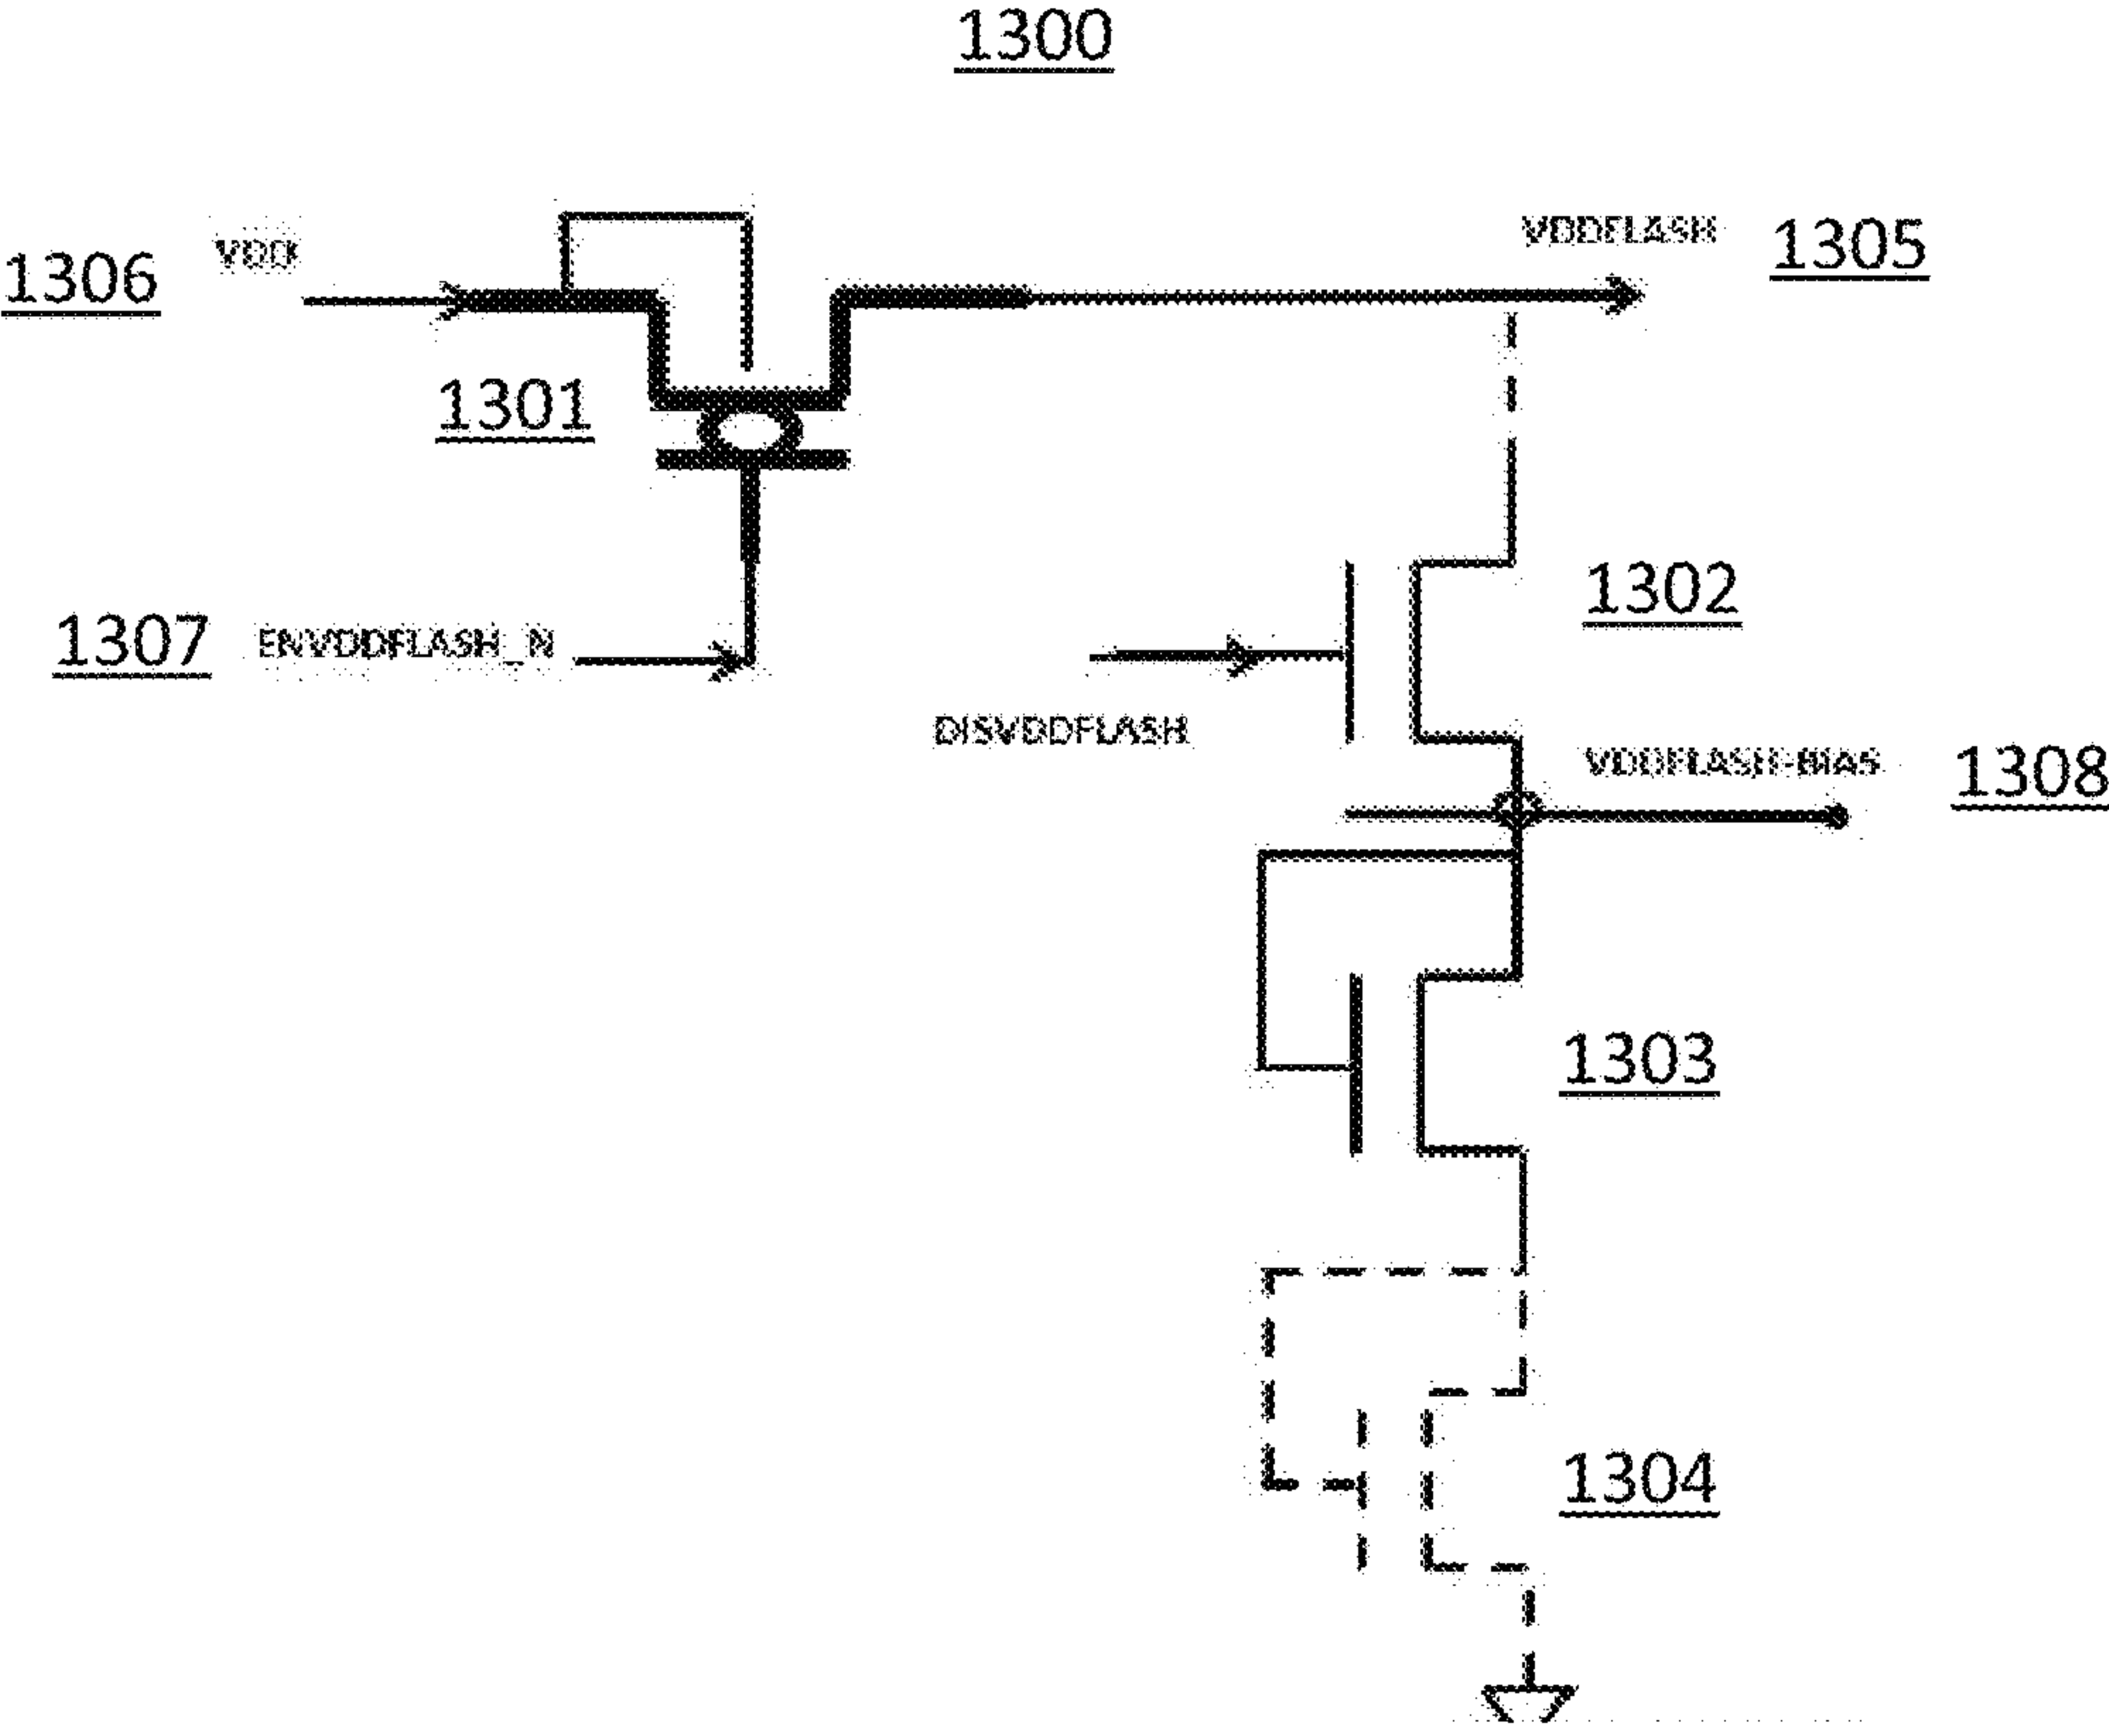 1300
VDD
1306
VDDFLASH
1305
1301
1302
1307
ENVDDFLASH_N
DISVDDFLASH
VDDFLASH-BIAS
1308
1303
1304